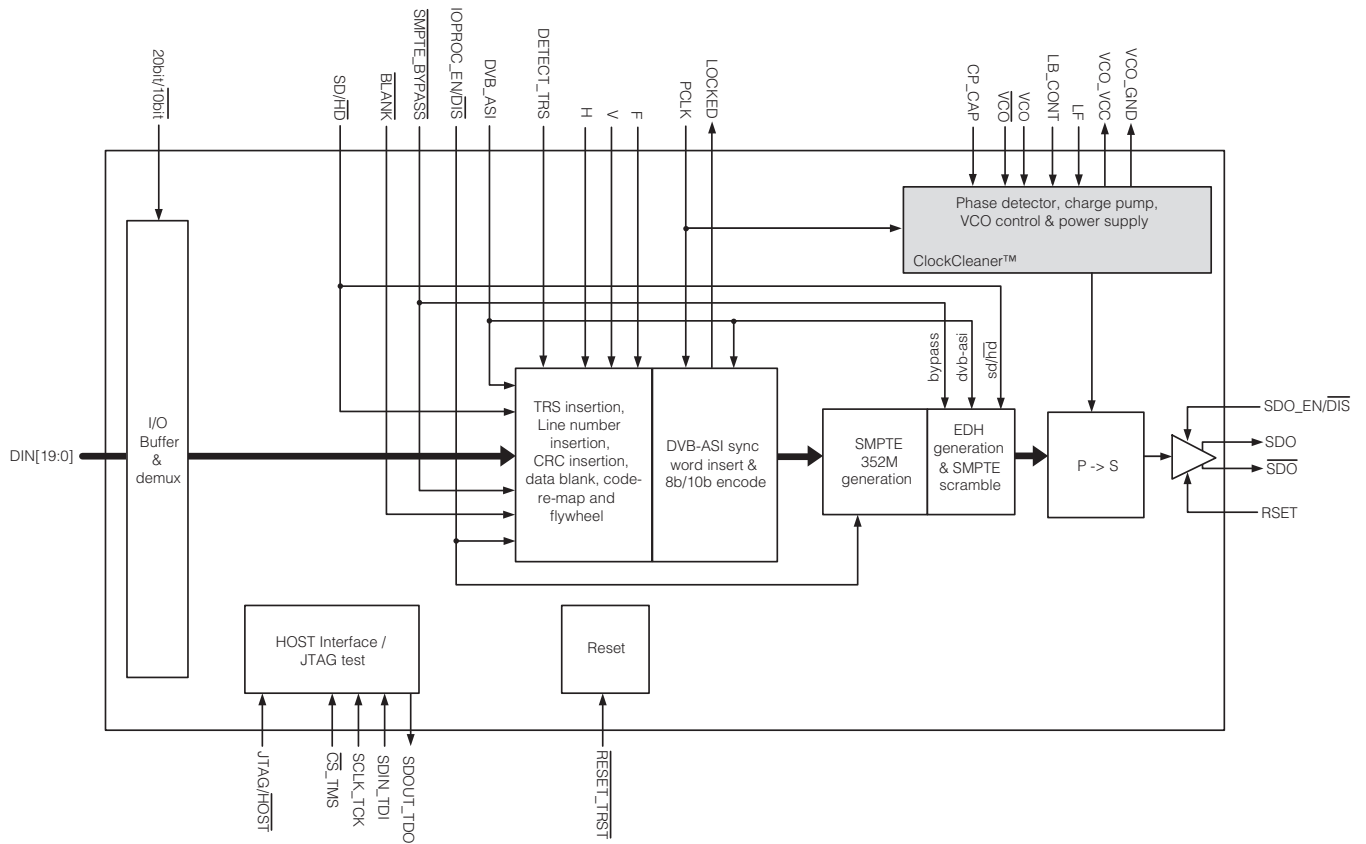 20bit/10bit
SD/HD
BLANK
SMPTE_BYPASS
IOPROC_EN/DIS
DVB_ASI
DETECT_TRS
H
V
F
PCLK
LOCKED
CP_CAP
VCO
VCO
LB_CONT
LF
VCO_VCC
VCO_GND
Phase detector, charge pump,
VCO control & power supply
ClockCleaner™
bypass
dvb-asi
sd/hd
DIN[19:0]
I/O
Buffer
&
demux
TRS insertion,
Line number
insertion,
CRC insertion,
data blank, code-
re-map and
flywheel
DVB-ASI sync
word insert &
8b/10b encode
SMPTE
352M
generation
EDH
generation
& SMPTE
scramble
P -> S
SDO_EN/DIS
SDO
SDO
RSET
HOST Interface /
JTAG test
Reset
JTAG/HOST
CS_TMS
SCLK_TCK
SDIN_TDI
SDOUT_TDO
RESET_TRST